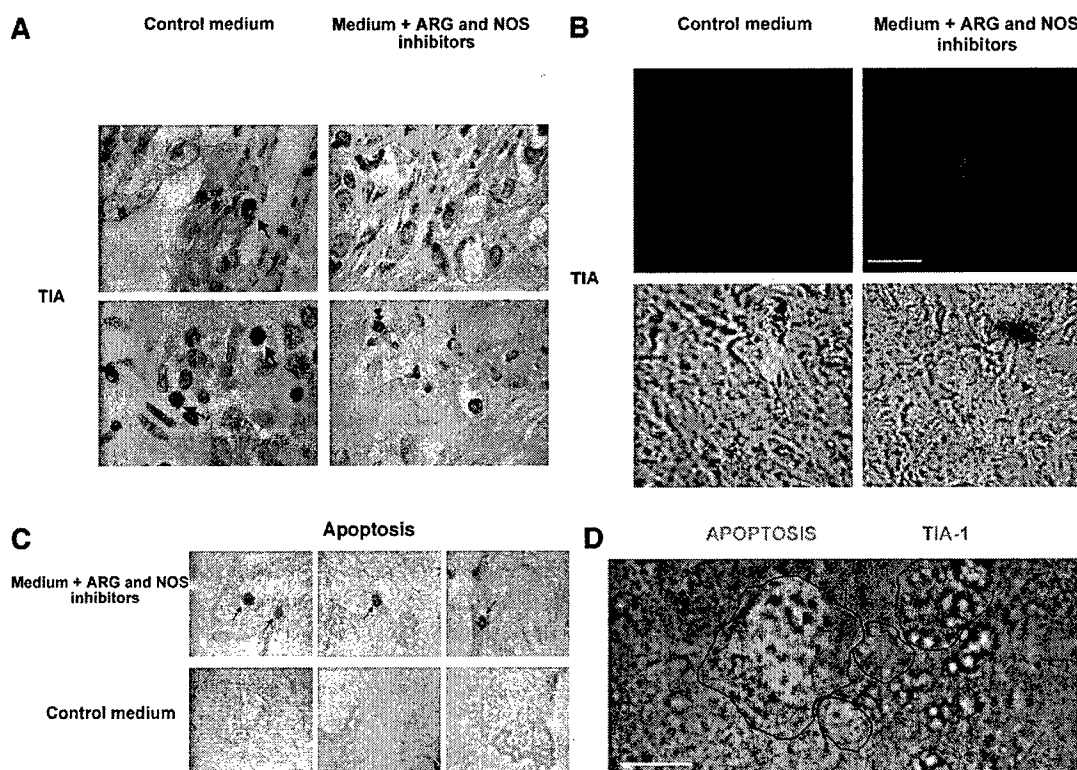 A
Control medium
Medium + ARG and NOS
inhibitors
TIA
B
Control medium
Medium + ARG and NOS
inhibitors
TIA
C
Apoptosis
Medium + ARG and NOS
inhibitors
Control medium
D
APOPTOSIS
TIA-1